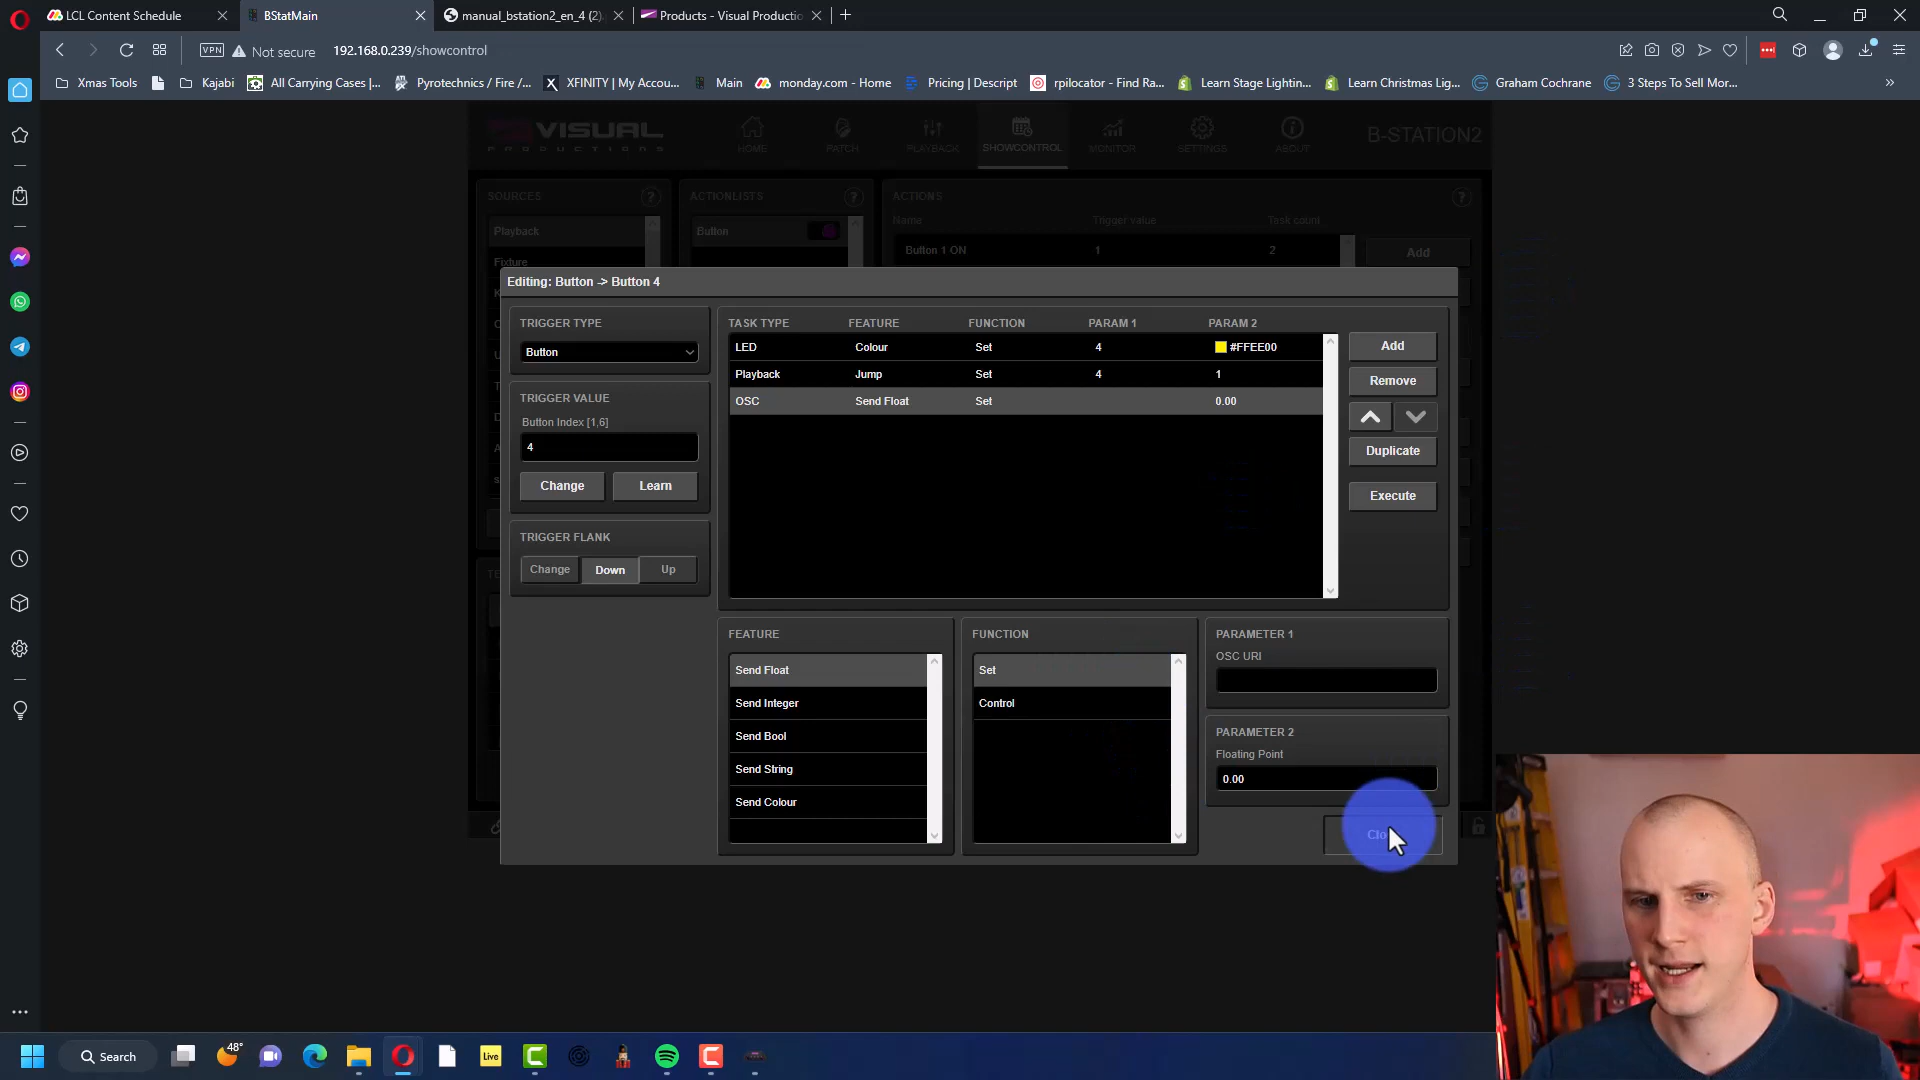 LCL Content Schedule
BStatMain
manual_bstation2_en_4 (2)
Products - Visual Productio
VPN
Not secure
192.168.0.239/showcontrol
Xmas Tools
Kajabi
All Carrying Cases |...
Pyrotechnics / Fire /...
XFINITY | My Accou...
Main
monday.com - Home
Pricing | Descript
rpilocator - Find Ra...
Learn Stage Lightin...
Learn Christmas Lig...
Graham Cochrane
3 Steps To Sell Mor...
VISUAL
PRODUCTIONS
HOME
PATCH
PLAYBACK
SHOWCONTROL
MONITOR
SETTINGS
ABOUT
B-STATION2
SOURCES
?
ACTIONLISTS
?
ACTIONS
?
Name
Trigger value
Task count
Playback
Button
Button 1 ON
1
2
Add
Fixture
Editing: Button -> Button 4
TRIGGER TYPE
Button
TRIGGER VALUE
Button Index [1,6]
4
Change
Learn
TRIGGER FLANK
Change
Down
Up
TASK TYPE
FEATURE
FUNCTION
PARAM 1
PARAM 2
LED
Colour
Set
4
#FFEE00
Playback
Jump
Set
4
1
OSC
Send Float
Set
0.00
Add
Remove
Duplicate
Execute
FEATURE
Send Float
Send Integer
Send Bool
Send String
Send Colour
FUNCTION
Set
Control
PARAMETER 1
OSC URI
PARAMETER 2
Floating Point
0.00
48°
Search
Live